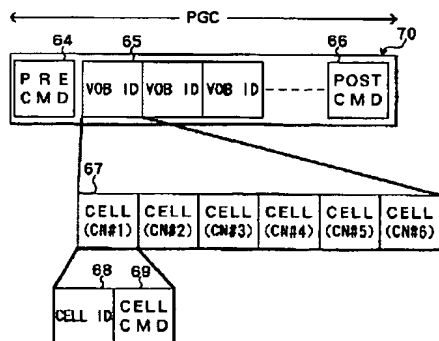 PGC
64 65 66 70
PRE CMD VOB ID VOB ID VOB ID POST CMD
67
CELL (CN#1) CELL (CN#2) CELL (CN#3) CELL (CN#4) CELL (CN#5) CELL (CN#6)
68 69
CELL ID CELL CMD